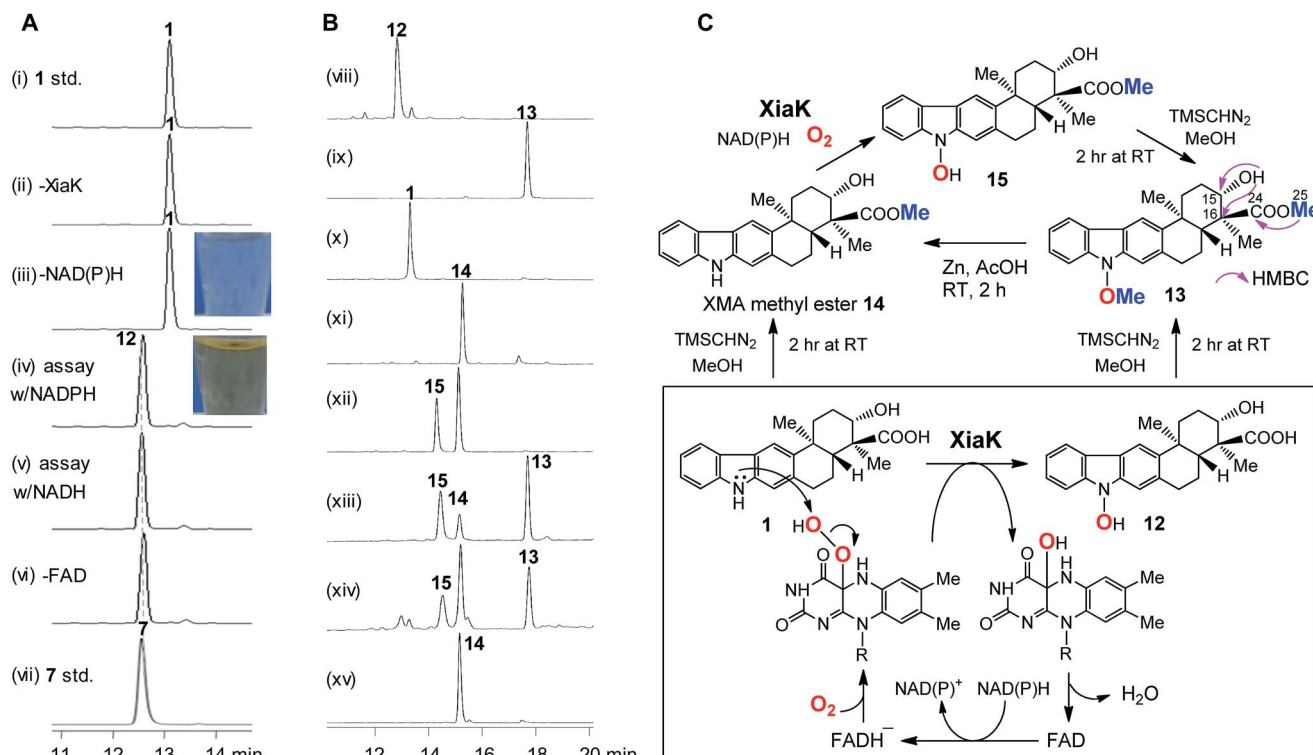 A
1
(i) 1 std.
1
(ii) -XiaK
1
(iii) -NAD(P)H
12
(iv) assay
w/NADPH
(v) assay
w/NADH
(vi) -FAD
7
(vii) 7 std.
11 12 13 14 min
B
12
(viii)
13
(ix)
1
(x)
14
(xi)
15
(xii)
13
15
14
(xiii)
13
15
(xiv)
14
(xv)
12 14 16 18 20 min
C
OH
Me
COOMe
Me
H
N
OH
15
XiaK
NAD(P)H O2
TMSCHN2
MeOH
2 hr at RT
OH
Me
COOMe
Me
H
N
H
XMA methyl ester 14
Zn, AcOH
RT, 2 h
OH
Me
15
24
25
16
COOMe
Me
H
N
OMe
13
HMBC
TMSCHN2
MeOH
2 hr at RT
TMSCHN2
MeOH
2 hr at RT
OH
Me
COOH
Me
H
N
H
1
XiaK
OH
Me
COOH
Me
H
N
OH
12
HO
O
O
H
N
NH
Me
O
N
N
Me
R
OH
O
H
N
NH
Me
O
N
N
Me
R
O2
NAD(P)+
NAD(P)H
H2O
FADH−
FAD